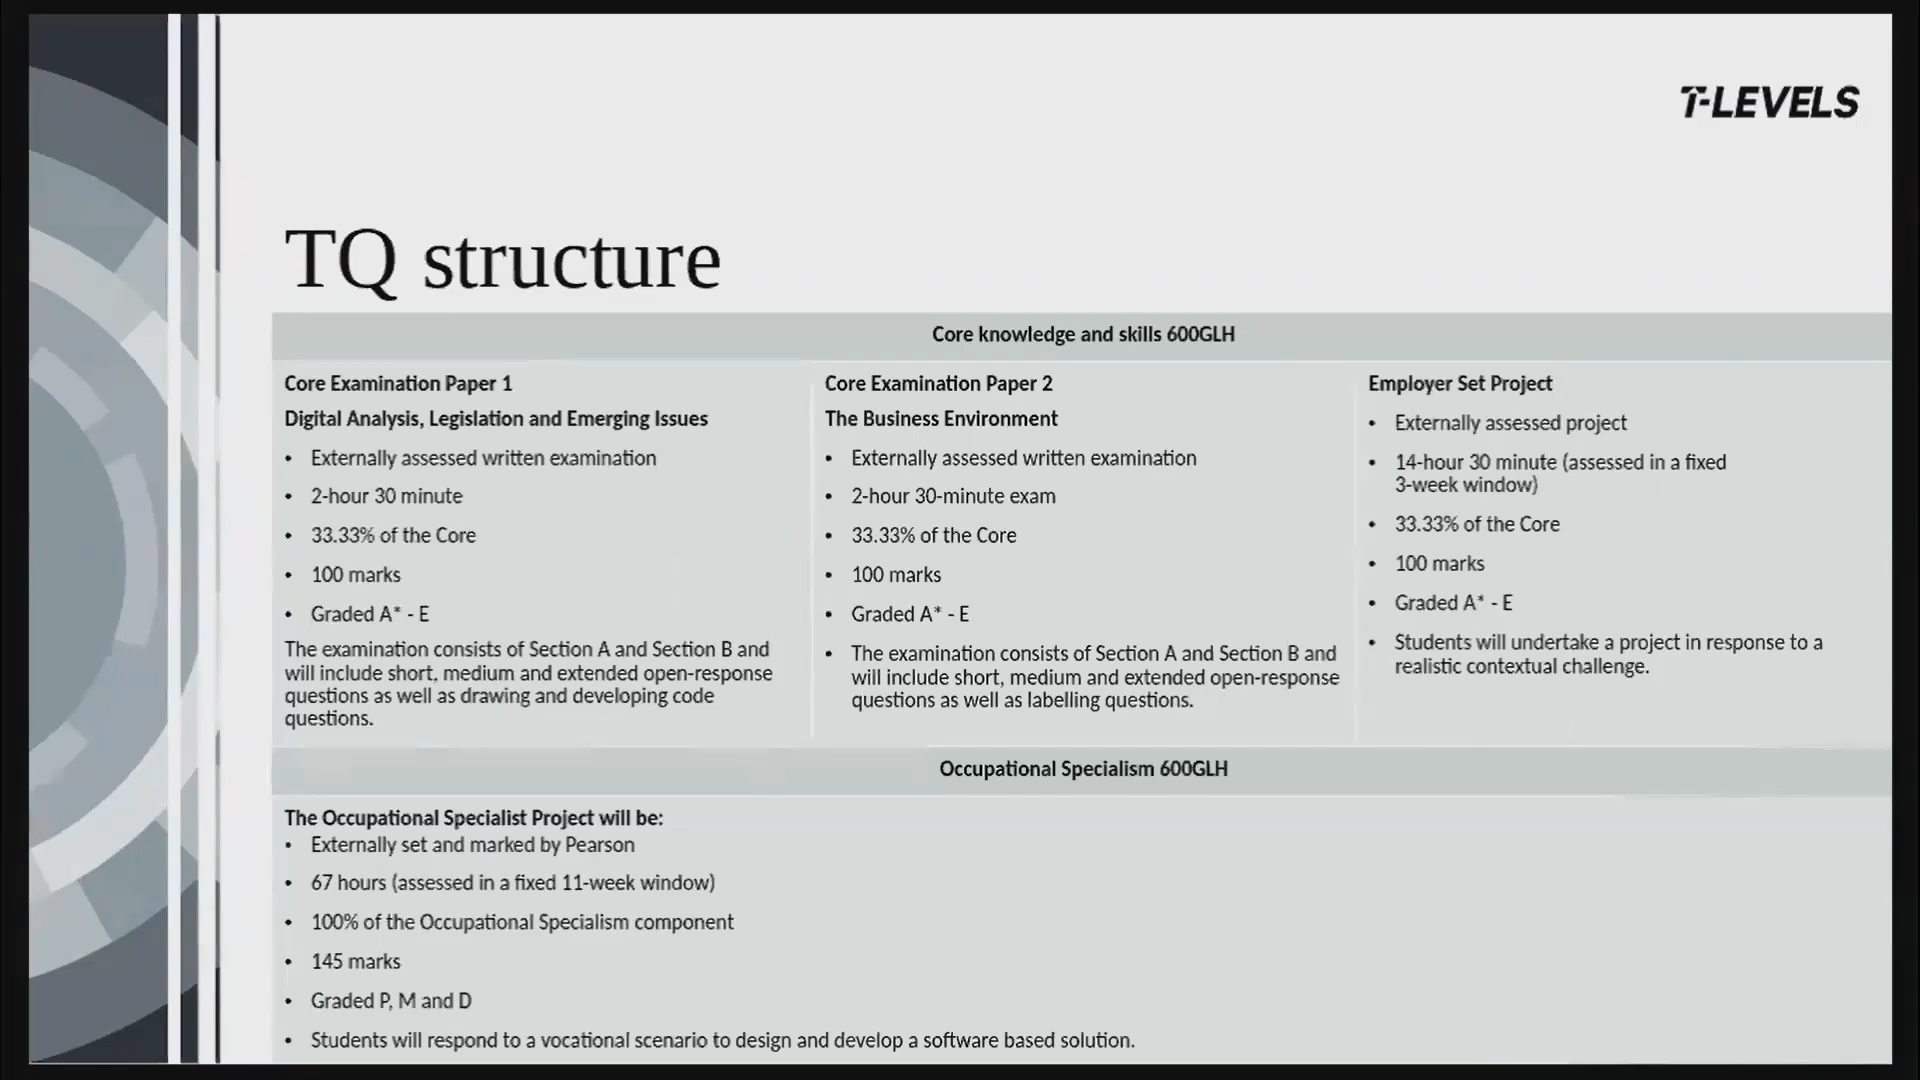 T-LEVELS
TQ structure
Core knowledge and skills 600GLH
Core Examination Paper 1
Digital Analysis, Legislation and Emerging Issues
• Externally assessed written examination
• 2-hour 30 minute
• 33.33% of the Core
• 100 marks
• Graded A* - E
The examination consists of Section A and Section B and
will include short, medium and extended open-response
questions as well as drawing and developing code
questions.
Core Examination Paper 2
The Business Environment
• Externally assessed written examination
• 2-hour 30-minute exam
• 33.33% of the Core
• 100 marks
• Graded A* - E
• The examination consists of Section A and Section B and
will include short, medium and extended open-response
questions as well as labelling questions.
Employer Set Project
• Externally assessed project
• 14-hour 30 minute (assessed in a fixed
3-week window)
• 33.33% of the Core
• 100 marks
• Graded A* - E
• Students will undertake a project in response to a
realistic contextual challenge.
Occupational Specialism 600GLH
The Occupational Specialist Project will be:
• Externally set and marked by Pearson
• 67 hours (assessed in a fixed 11-week window)
• 100% of the Occupational Specialism component
• 145 marks
• Graded P, M and D
• Students will respond to a vocational scenario to design and develop a software based solution.